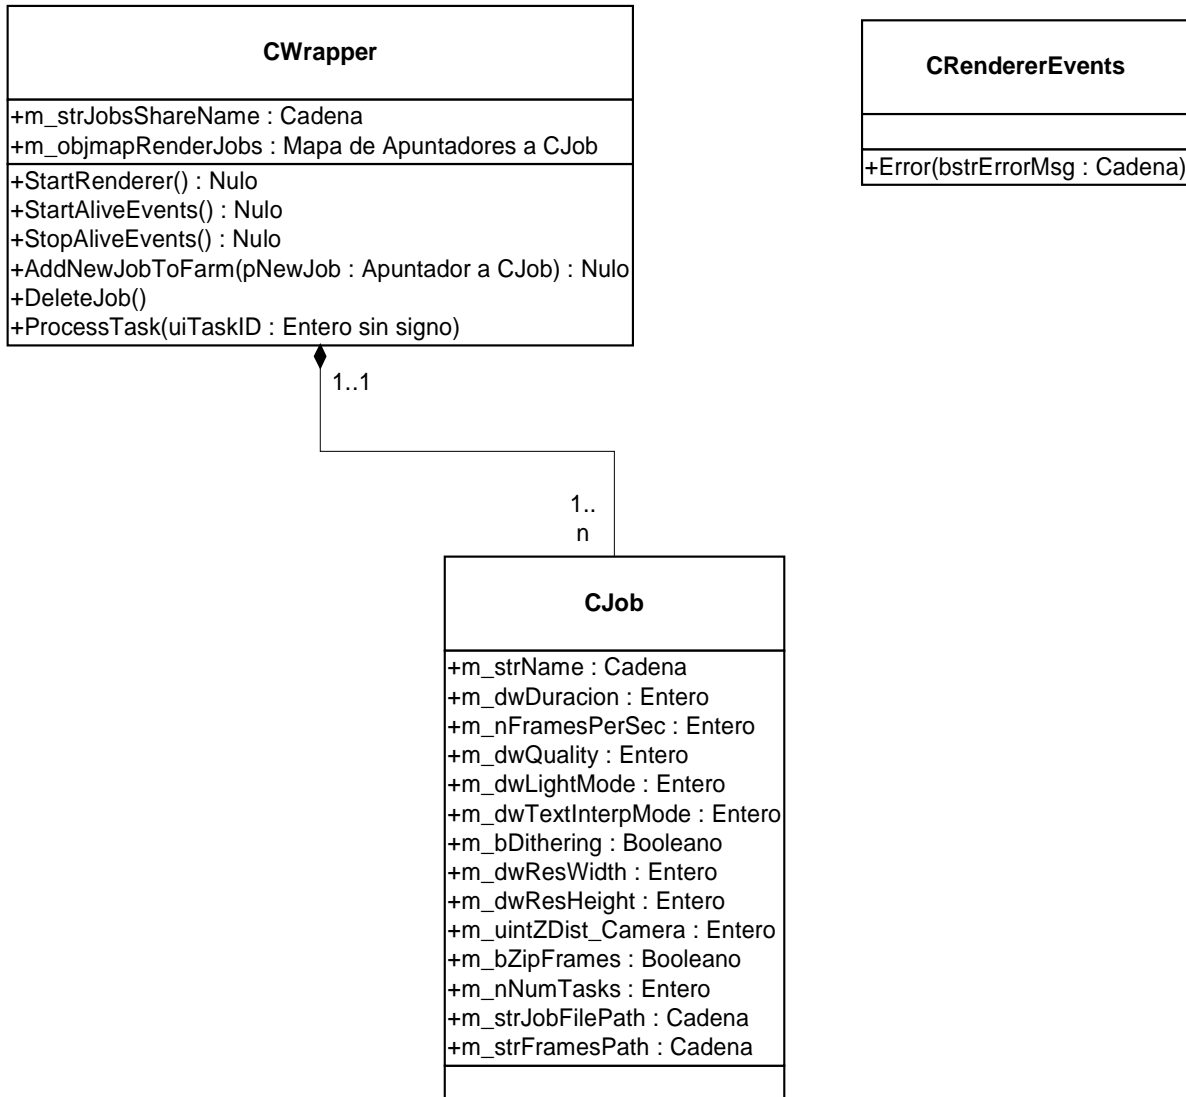 CWrapper
+m_strJobsShareName : Cadena
+m_objmapRenderJobs : Mapa de Apuntadores a CJob
+StartRenderer() : Nulo
+StartAliveEvents() : Nulo
+StopAliveEvents() : Nulo
+AddNewJobToFarm(pNewJob : Apuntador a CJob) : Nulo
+DeleteJob()
+ProcessTask(uiTaskID : Entero sin signo)
CRendererEvents
+Error(bstrErrorMsg : Cadena)
1..1
1..
n
CJob
+m_strName : Cadena
+m_dwDuracion : Entero
+m_nFramesPerSec : Entero
+m_dwQuality : Entero
+m_dwLightMode : Entero
+m_dwTextInterpMode : Entero
+m_bDithering : Booleano
+m_dwResWidth : Entero
+m_dwResHeight : Entero
+m_uintZDist_Camera : Entero
+m_bZipFrames : Booleano
+m_nNumTasks : Entero
+m_strJobFilePath : Cadena
+m_strFramesPath : Cadena